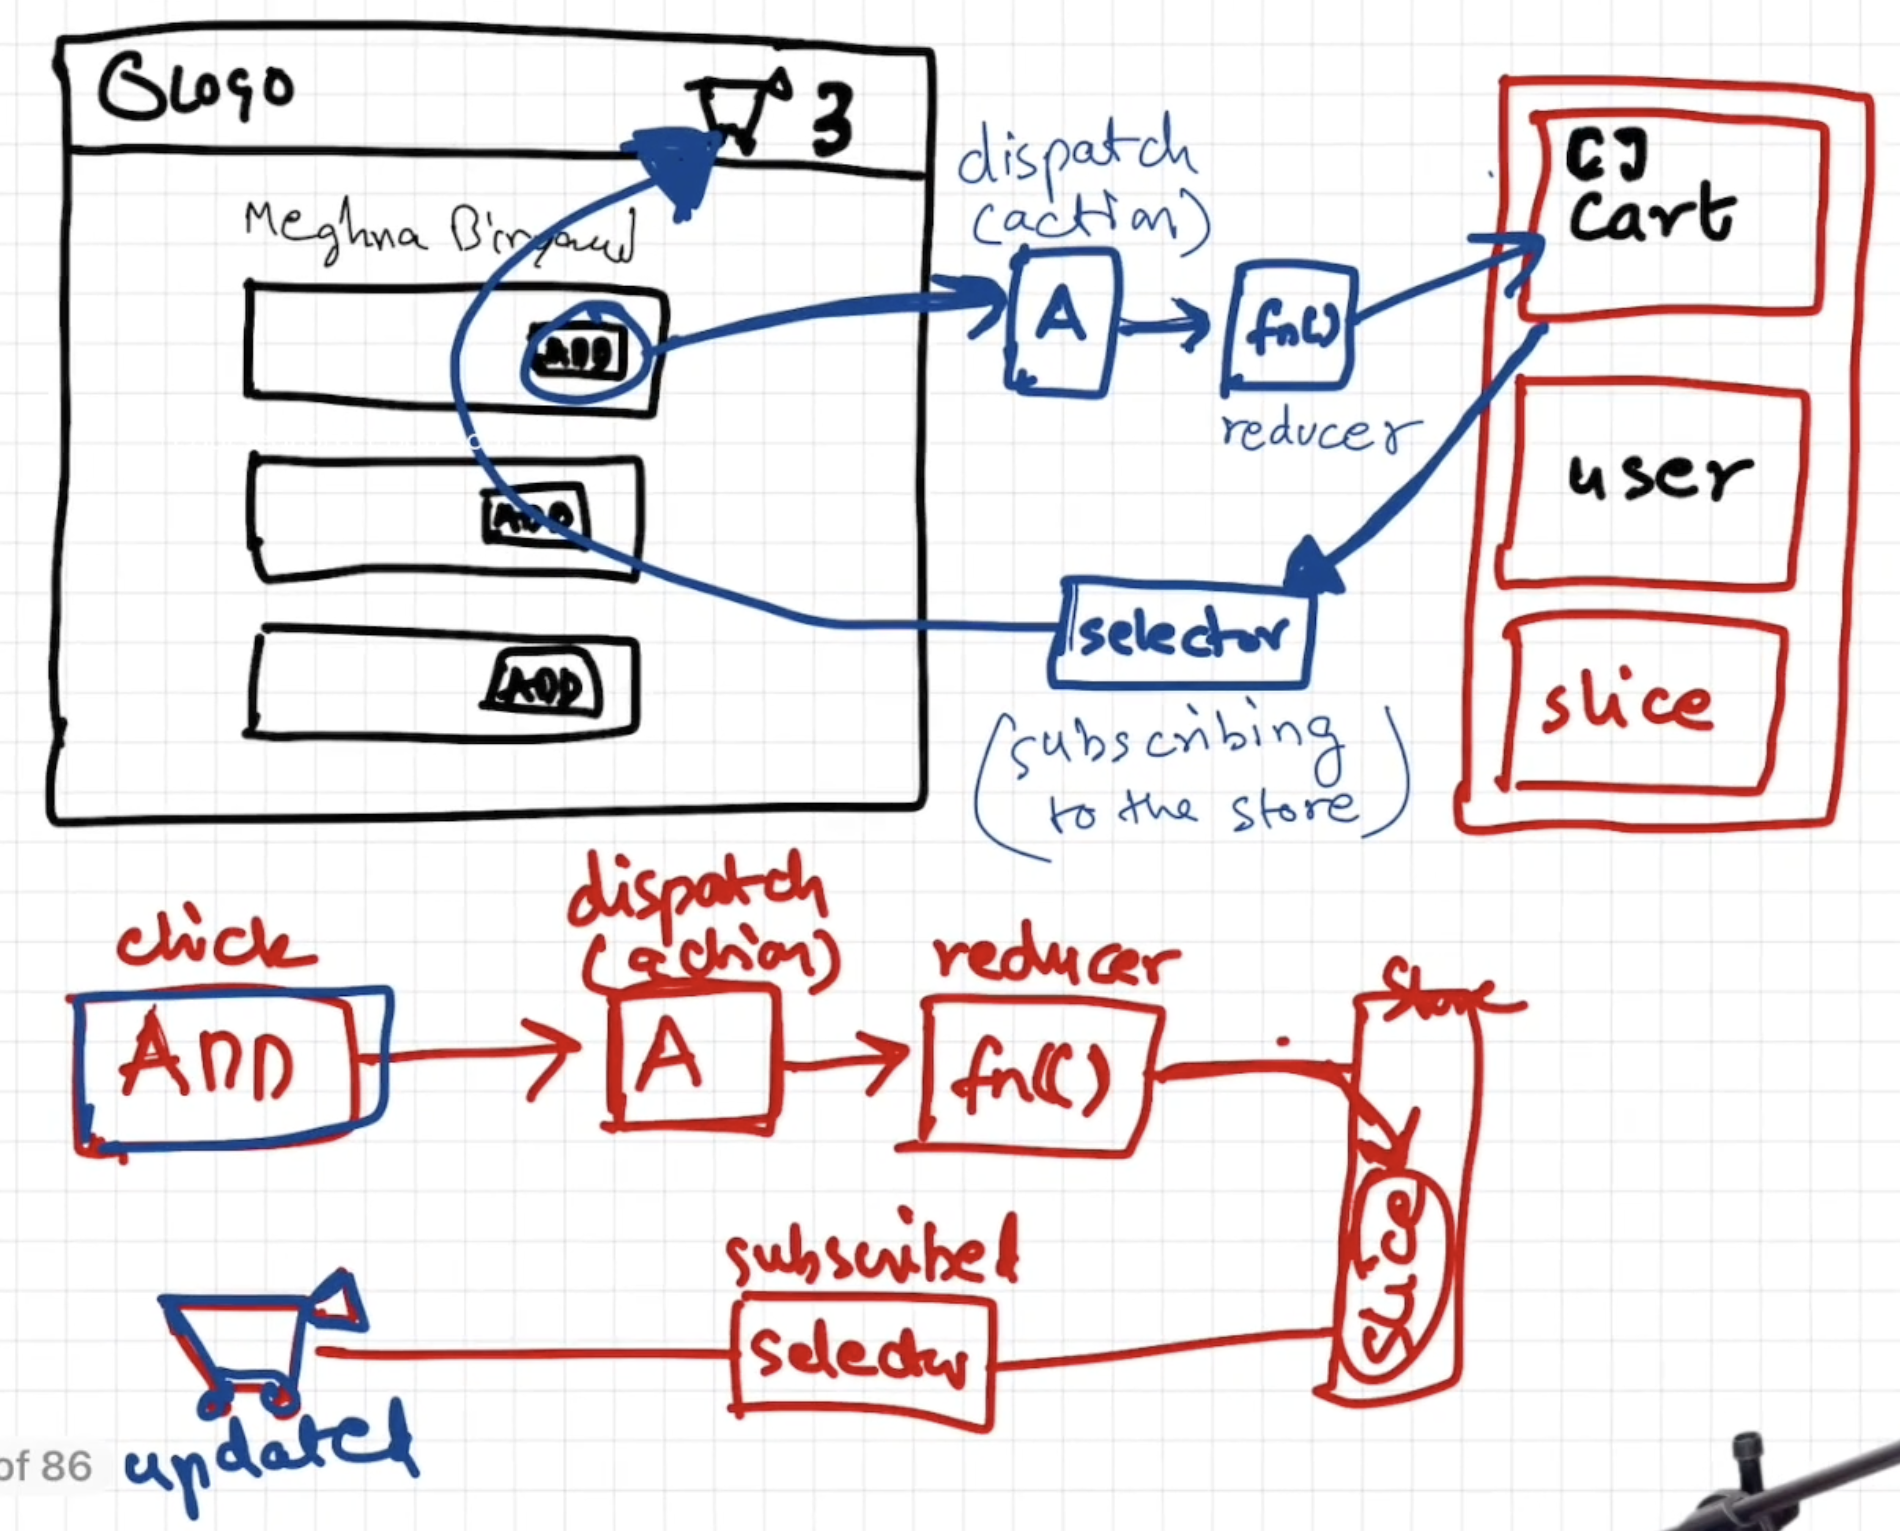 Logo
3
Meghna
ADD
ADD
ADD
dispatch
(action)
A
fn()
reducer
[]
cart
user
slice
selector
(subscribing
to the store)
click
ADD
dispatch
(action)
A
reducer
fn()
Store
slice
subscribed
selector
updated
of 86